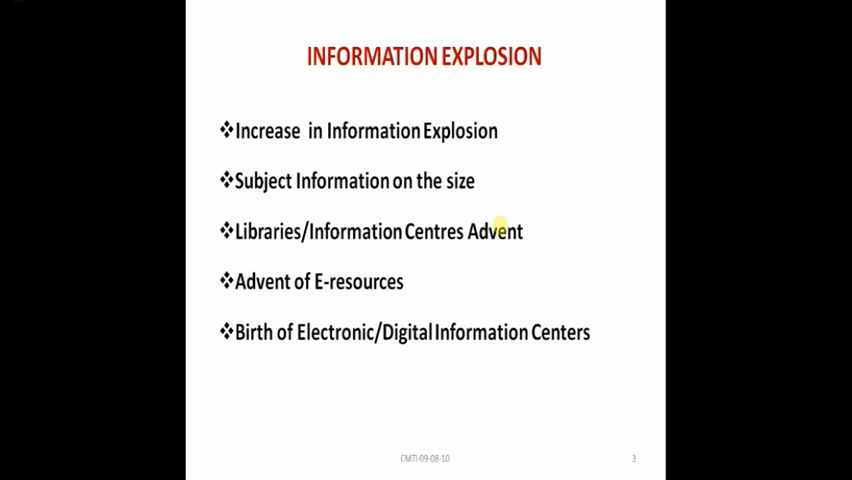 INFORMATION EXPLOSION
❖Increase in Information Explosion
❖Subject Information on the size
❖Libraries/Information Centres Advent
❖Advent of E-resources
❖Birth of Electronic/Digital Information Centers
CMTI-09-08-10
3